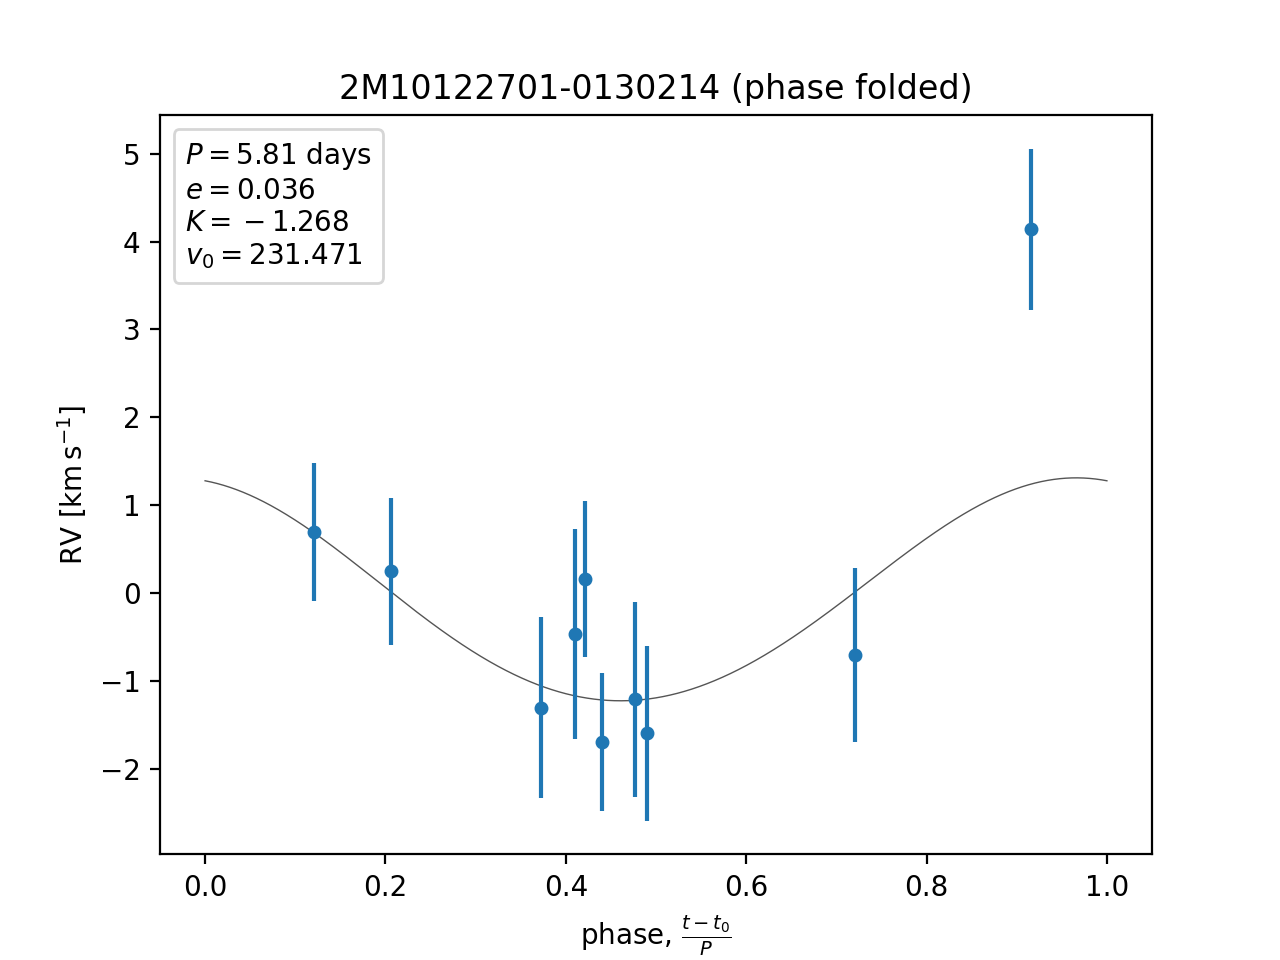 2M10122701-0130214 (phase folded)
P = 5.81 days
e = 0.036
K = −1.268
v₀ = 231.471
5
4
3
2
1
0
−1
−2
RV [km s⁻¹]
0.0 0.2 0.4 0.6 0.8 1.0
phase, (t − t₀)/P